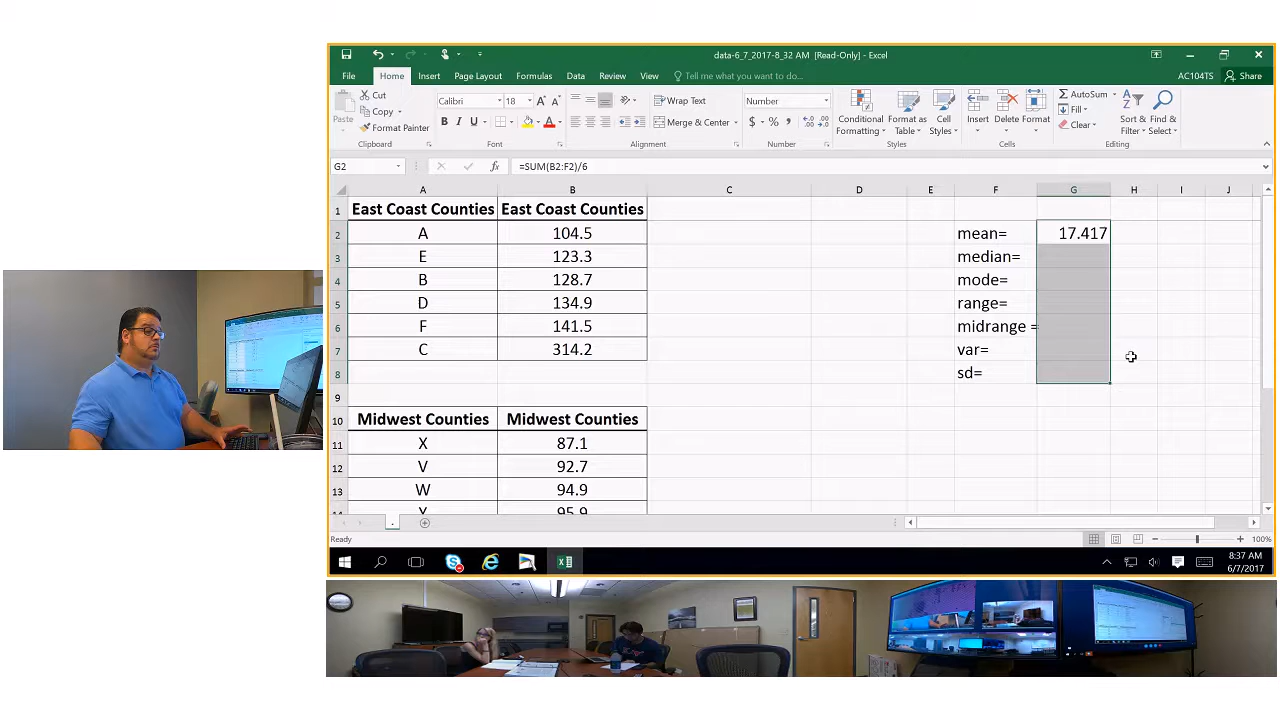 data-6_7_2017-8_32 AM [Read-Only] - Excel
File Home Insert Page Layout Formulas Data Review View Tell me what you want to do... AC104TS Share
Paste
Cut
Copy
Format Painter
Clipboard
Calibri 18 A A
B I U A
Font
Wrap Text
Merge & Center
Alignment
Number
$ % , .0 .00
Number
Conditional Formatting
Format as Table
Cell Styles
Styles
Insert Delete Format
Cells
AutoSum
Fill
Clear
Sort & Filter
Find & Select
Editing
G2 fx =SUM(B2:F2)/6
A B C D E F G H I J
1 East Coast Counties East Coast Counties
2 A 104.5 mean= 17.417
3 E 123.3 median=
4 B 128.7 mode=
5 D 134.9 range=
6 F 141.5 midrange =
7 C 314.2 var=
8 sd=
9
10 Midwest Counties Midwest Counties
11 X 87.1
12 V 92.7
13 W 94.9
14 Y 95.9
.
Ready 100%
8:37 AM
6/7/2017